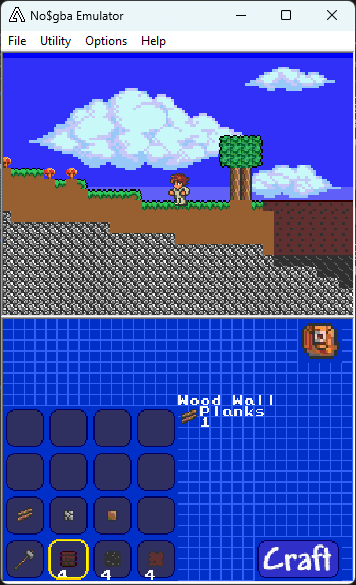 No$gba Emulator
File Utility Options Help
Wood Wall
Planks
1
4 4 4
Craft